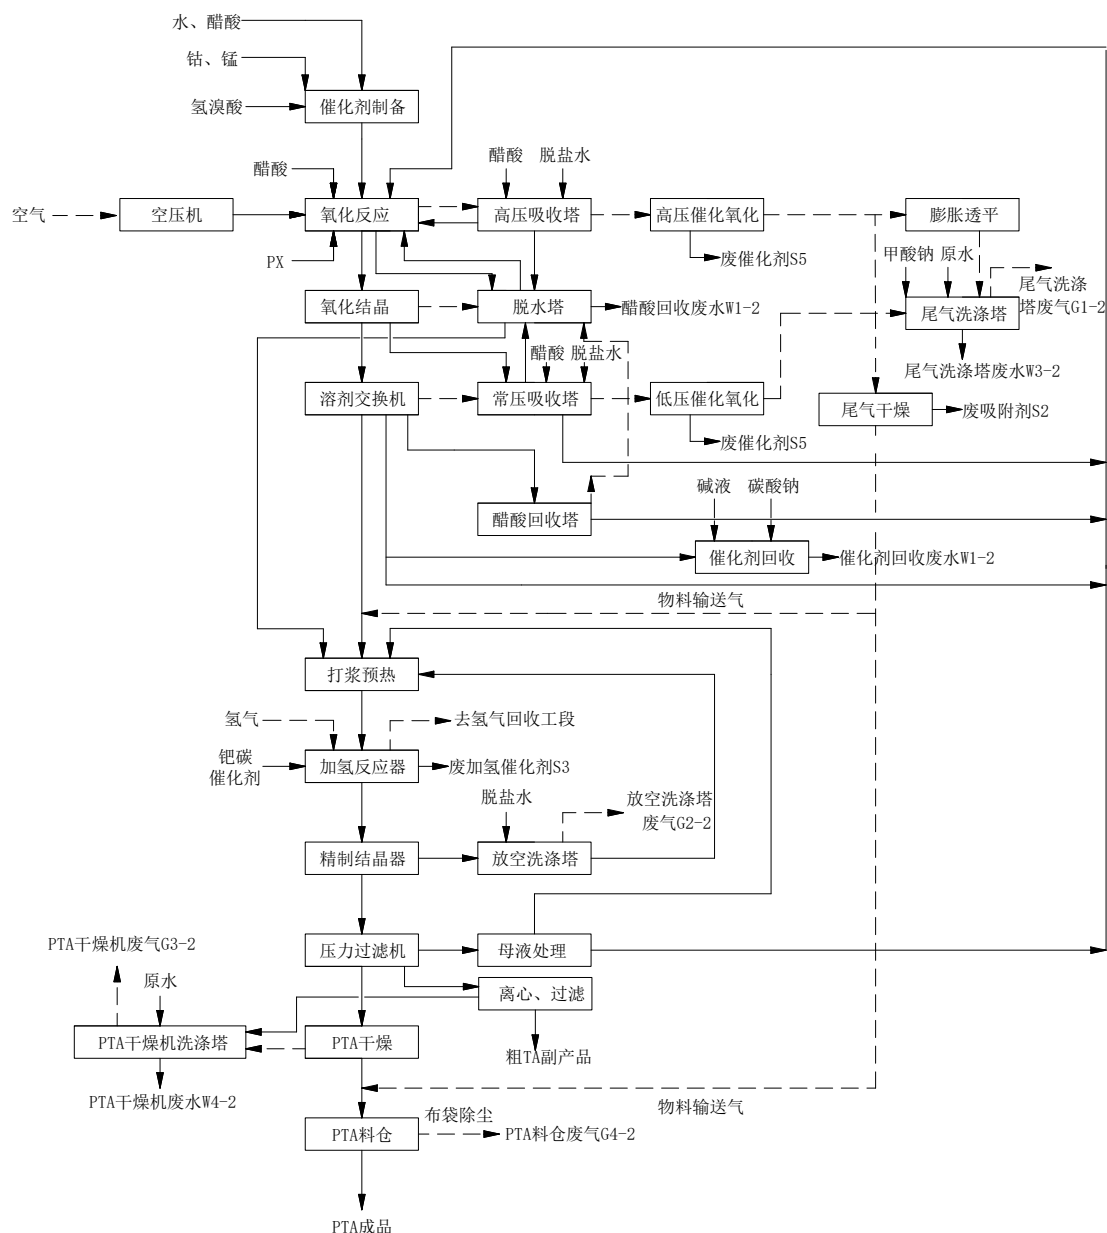 水、醋酸
钴、锰
氢溴酸
催化剂制备
醋酸
醋酸
脱盐水
空气
空压机
氧化反应
高压吸收塔
高压催化氧化
膨胀透平
PX
废催化剂S5
甲酸钠
原水
尾气洗涤
塔废气G1-2
氧化结晶
脱水塔
醋酸回收废水W1-2
尾气洗涤塔
醋酸
脱盐水
尾气洗涤塔废水W3-2
溶剂交换机
常压吸收塔
低压催化氧化
尾气干燥
废吸附剂S2
废催化剂S5
碱液
碳酸钠
醋酸回收塔
催化剂回收
催化剂回收废水W1-2
物料输送气
打浆预热
氢气
去氢气回收工段
钯碳
催化剂
加氢反应器
废加氢催化剂S3
脱盐水
放空洗涤塔
废气G2-2
精制结晶器
放空洗涤塔
PTA干燥机废气G3-2
压力过滤机
母液处理
原水
离心、过滤
PTA干燥机洗涤塔
PTA干燥
粗TA副产品
PTA干燥机废水W4-2
物料输送气
布袋除尘
PTA料仓
PTA料仓废气G4-2
PTA成品